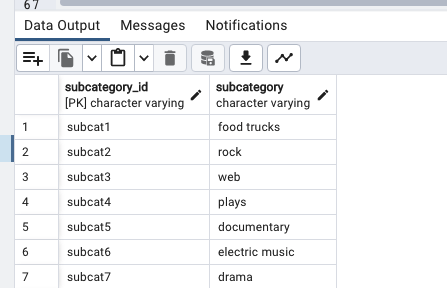 67
Data Output Messages Notifications
subcategory_id subcategory
[PK] character varying character varying
1 subcat1 food trucks
2 subcat2 rock
3 subcat3 web
4 subcat4 plays
5 subcat5 documentary
6 subcat6 electric music
7 subcat7 drama